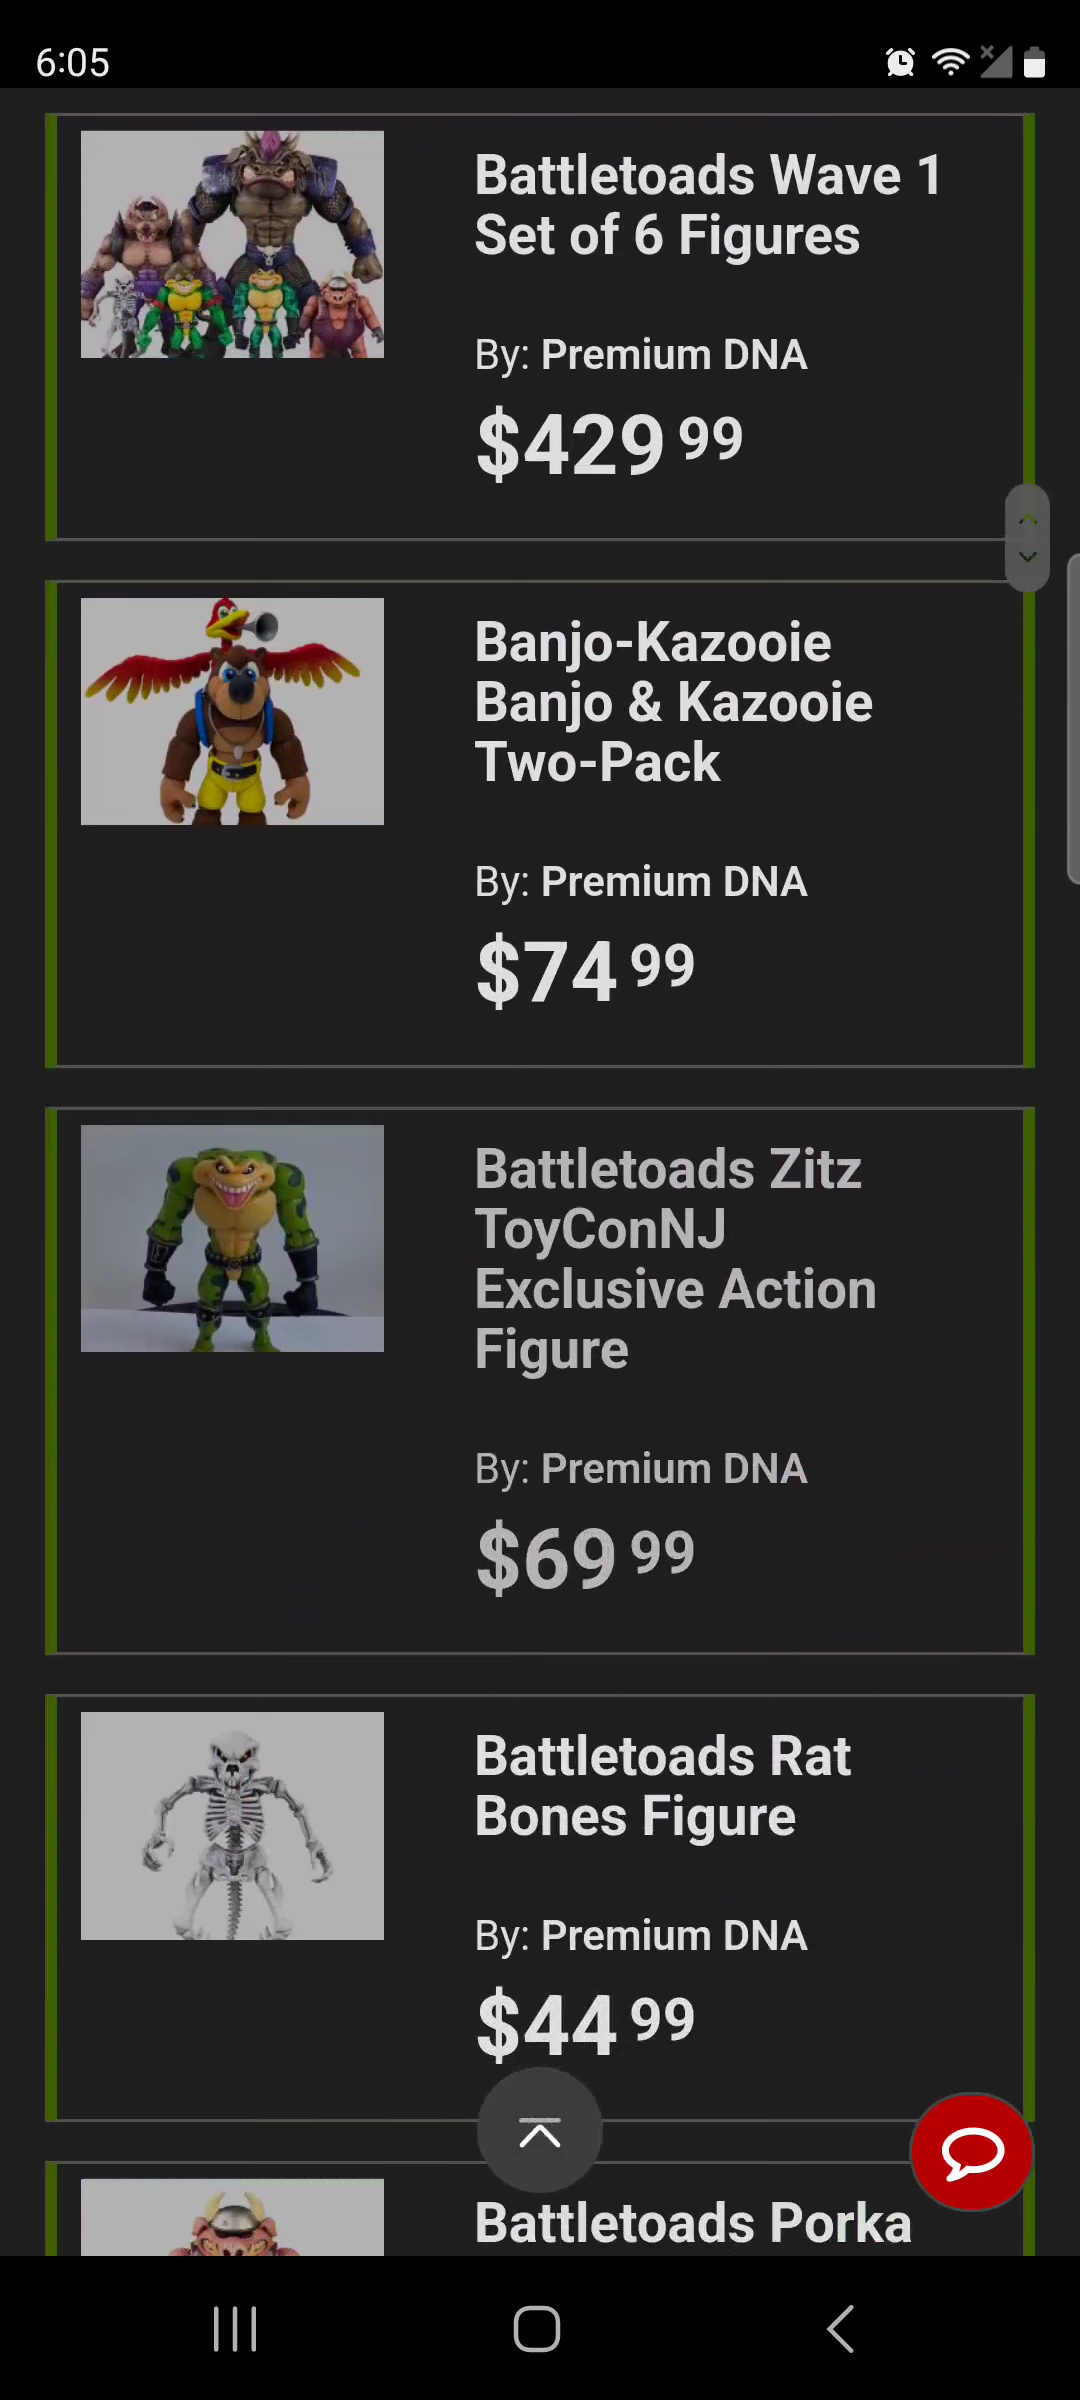 6:05
Battletoads Wave 1
Set of 6 Figures
By: Premium DNA
$429 99
Banjo-Kazooie
Banjo & Kazooie
Two-Pack
By: Premium DNA
$74 99
Battletoads Zitz
ToyConNJ
Exclusive Action
Figure
By: Premium DNA
$69 99
Battletoads Rat
Bones Figure
By: Premium DNA
$44 99
Battletoads Porka